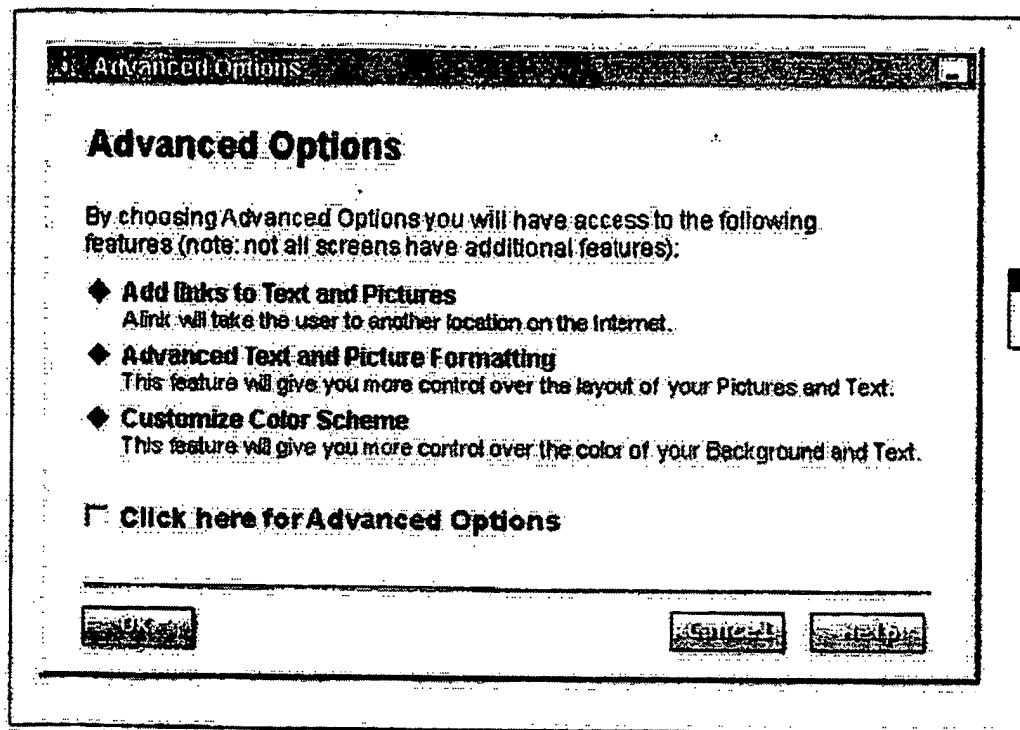 Advanced Options
Advanced Options
By choosing Advanced Options you will have access to the following
features (note: not all screens have additional features):
Add links to Text and Pictures
A link will take the user to another location on the Internet.
Advanced Text and Picture Formatting
This feature will give you more control over the layout of your Pictures and Text.
Customize Color Scheme
This feature will give you more control over the color of your Background and Text.
Click here for Advanced Options
OK Cancel Help